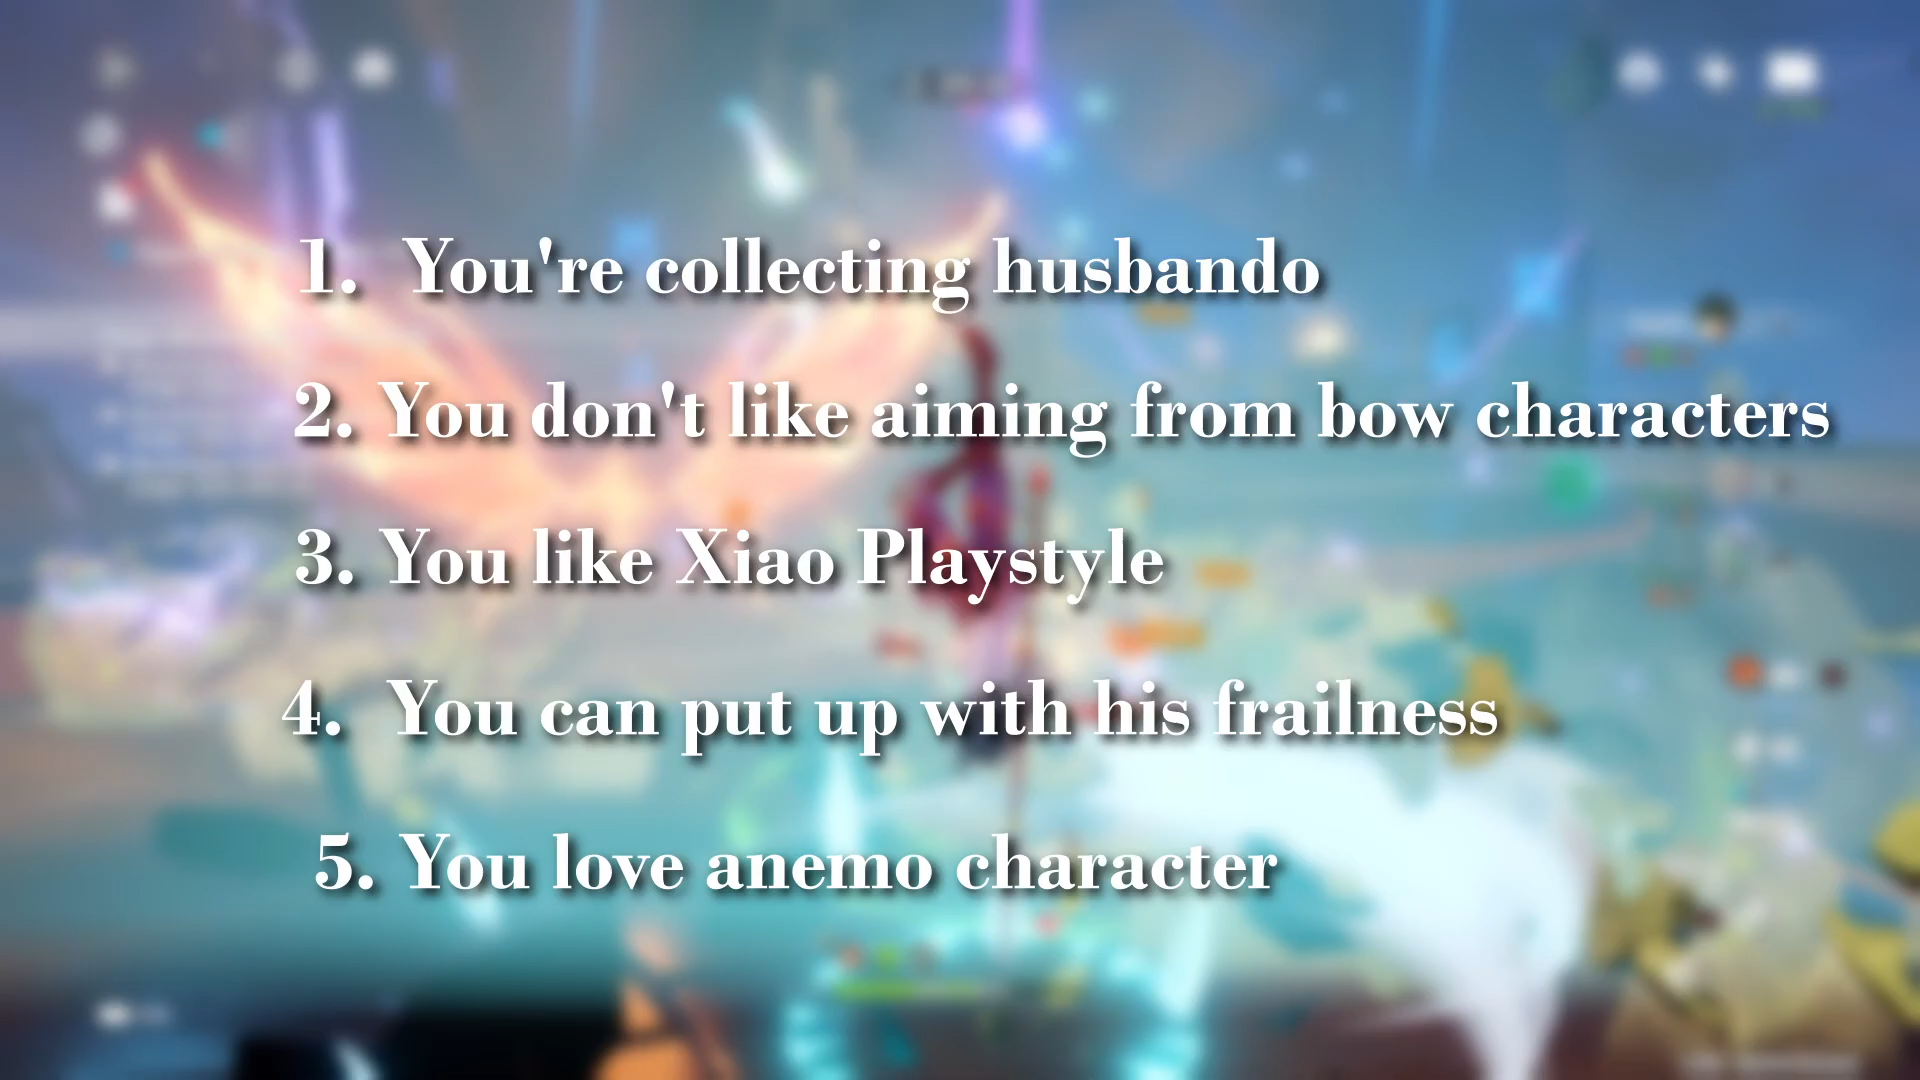 1. You're collecting husbando
2. You don't like aiming from bow characters
3. You like Xiao Playstyle
4. You can put up with his frailness
5. You love anemo character